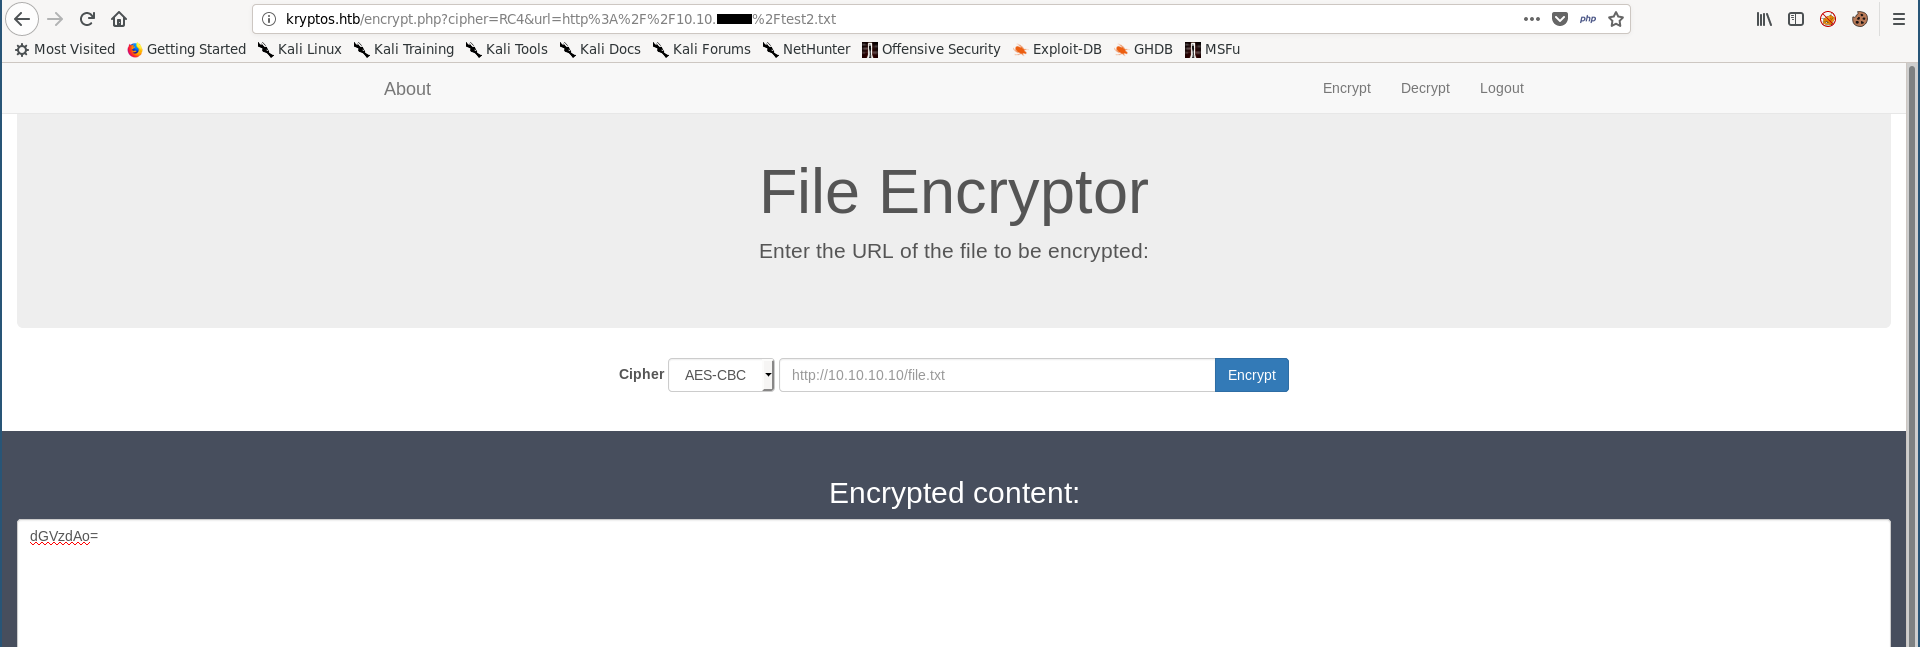 kryptos.htb/encrypt.php?cipher=RC4&url=http%3A%2F%2F10.10. %2Ftest2.txt
php
Most Visited Getting Started Kali Linux Kali Training Kali Tools Kali Docs Kali Forums NetHunter Offensive Security Exploit-DB GHDB MSFu
About Encrypt Decrypt Logout
File Encryptor
Enter the URL of the file to be encrypted:
Cipher AES-CBC http://10.10.10.10/file.txt Encrypt
Encrypted content:
dGVzdAo=